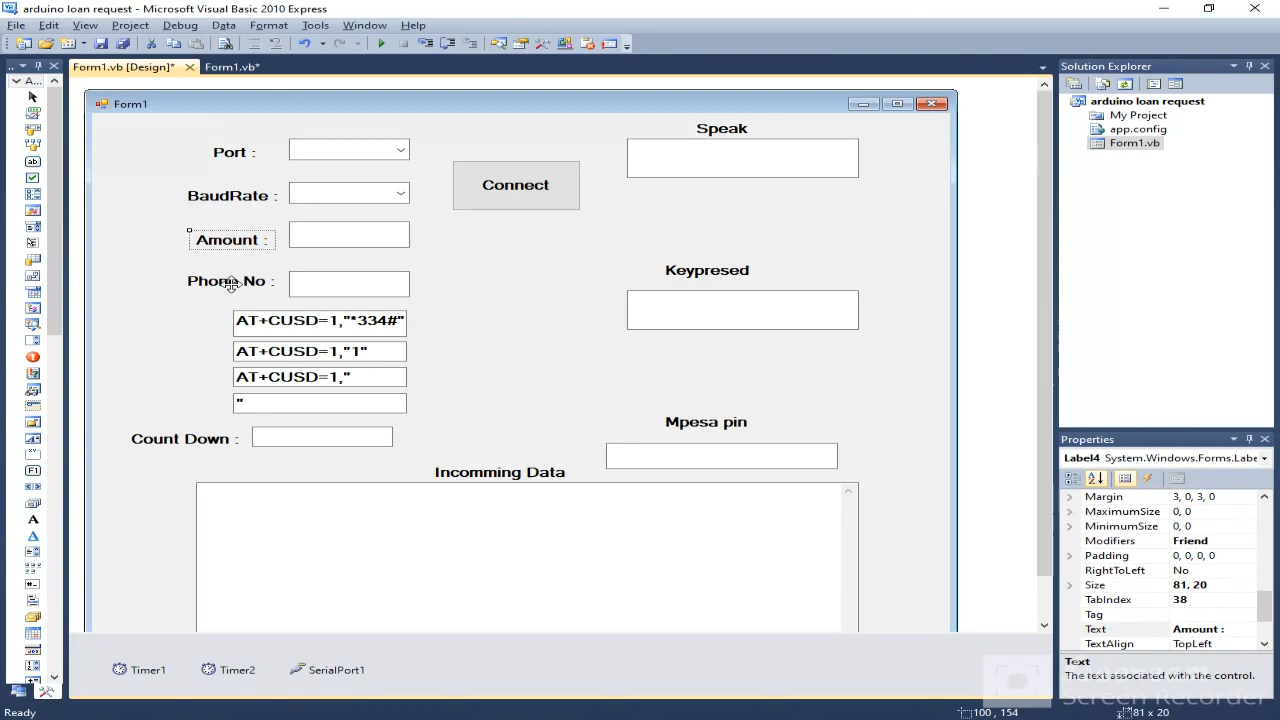 arduino loan request - Microsoft Visual Basic 2010 Express
File Edit View Project Debug Data Format Tools Window Help
A...
Form1.vb [Design]*
Form1.vb*
Form1
Port :
BaudRate :
Amount :
Phone No :
Connect
Speak
Keypresed
AT+CUSD=1,"*334#"
AT+CUSD=1,"1"
AT+CUSD=1,"
"
Count Down :
Mpesa pin
Incomming Data
Timer1
Timer2
SerialPort1
Solution Explorer
arduino loan request
My Project
app.config
Form1.vb
Properties
Label4 System.Windows.Forms.Labe
Margin 3, 0, 3, 0
MaximumSize 0, 0
MinimumSize 0, 0
Modifiers Friend
Padding 0, 0, 0, 0
RightToLeft No
Size 81, 20
TabIndex 38
Tag
Text Amount :
TextAlign TopLeft
Text
The text associated with the control.
Screen Recorder
Ready
100 , 154
81 x 20